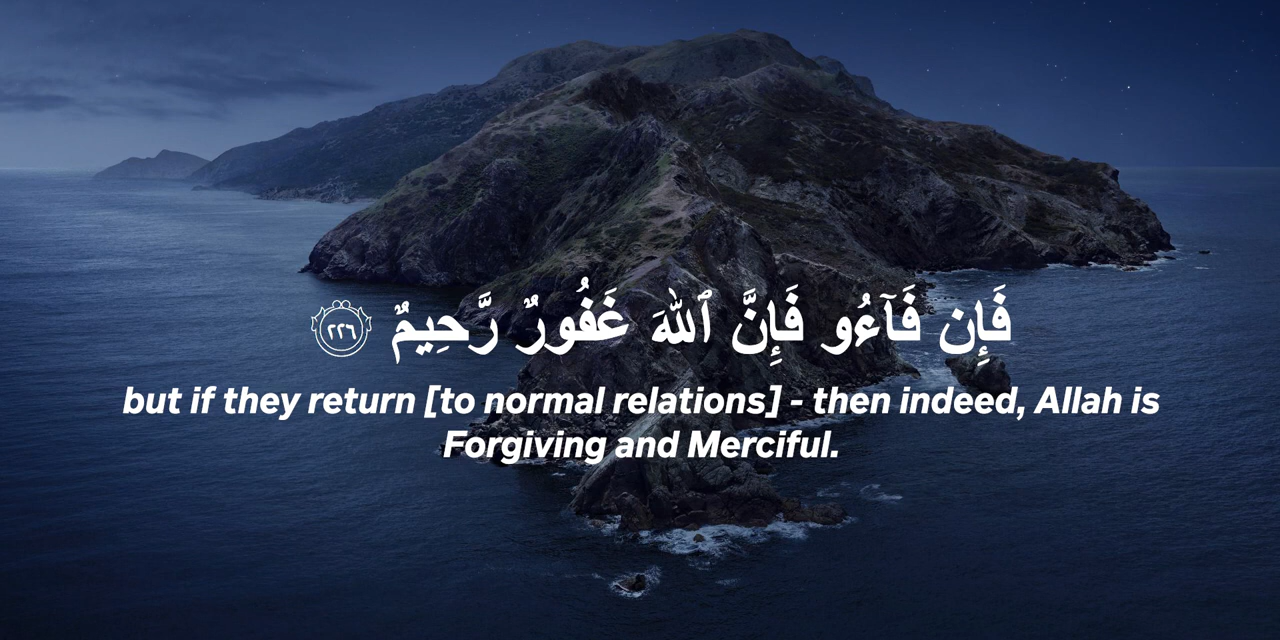 فَإِن فَآءُو فَإِنَّ ٱللَّهَ غَفُورٌ رَّحِيمٌ ٢٢٦
but if they return [to normal relations] - then indeed, Allah is
Forgiving and Merciful.